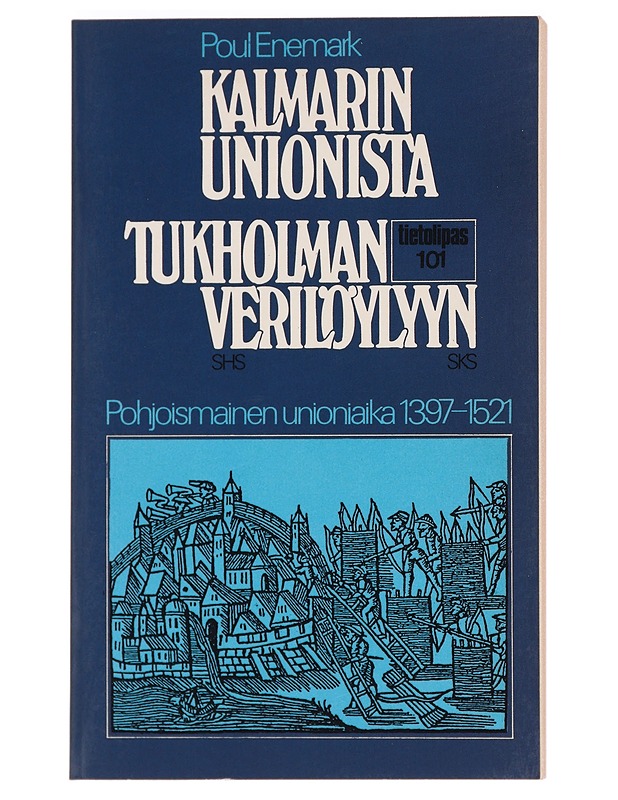 Poul Enemark:
KALMARIN
UNIONISTA
TUKHOLMAN
VERILÖYLYYN
tietolipas
101
SHS
SKS
Pohjoismainen unioniaika 1397–1521